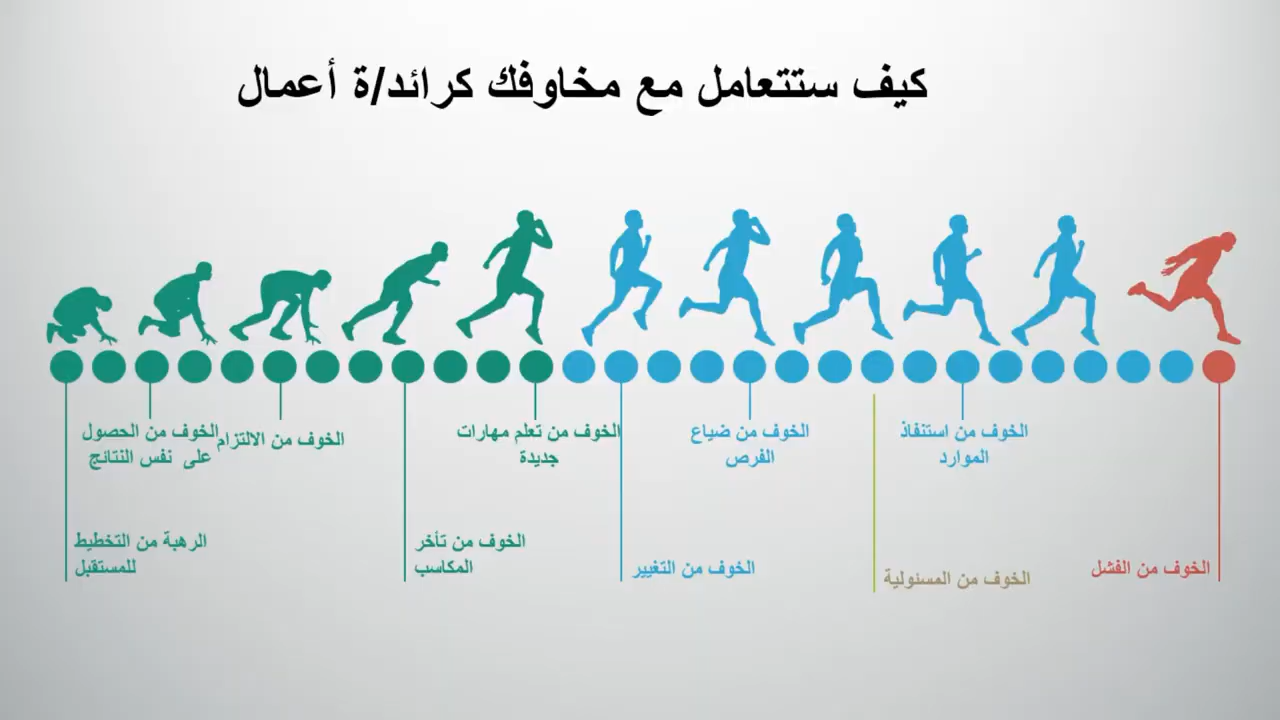 كيف ستتعامل مع مخاوفك كرائد/ة أعمال
الخوف من الحصول
على نفس النتائج
الخوف من الالتزام
الخوف من تعلم مهارات
جديدة
الخوف من ضياع
الفرص
الخوف من استنفاذ
الموارد
الرهبة من التخطيط
للمستقبل
الخوف من تأخر
المكاسب
الخوف من التغيير
الخوف من المسئولية
الخوف من الفشل